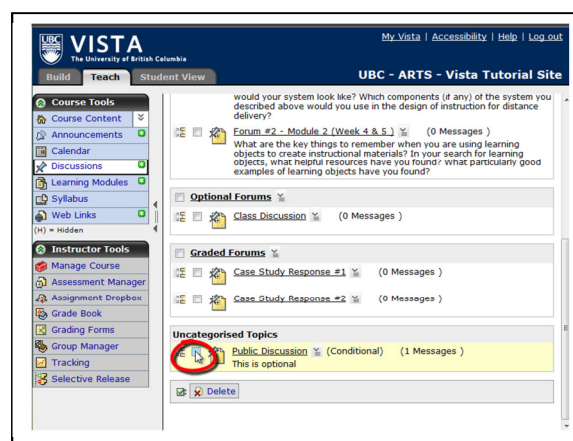 My Vista | Accessibility | Help | Log out
UBC
VISTA
The University of British Columbia
Build Teach Student View
UBC - ARTS - Vista Tutorial Site
Course Tools
Course Content
Announcements
Calendar
Discussions
Learning Modules
Syllabus
Web Links
(H) = Hidden
Instructor Tools
Manage Course
Assessment Manager
Assignment Dropbox
Grade Book
Grading Forms
Group Manager
Tracking
Selective Release
would your system look like? Which components (if any) of the system you
described above would you use in the design of instruction for distance
delivery?
Forum #2 - Module 2 (Week 4 & 5 ) (0 Messages )
What are the key things to remember when you are using learning
objects to create instructional materials? In your search for learning
objects, what helpful resources have you found? What particularly good
examples of learning objects have you found?
Optional Forums
Class Discussion (0 Messages )
Graded Forums
Case Study Response #1 (0 Messages )
Case Study Response #2 (0 Messages )
Uncategorised Topics
Public Discussion (Conditional) (1 Messages )
This is optional
Delete